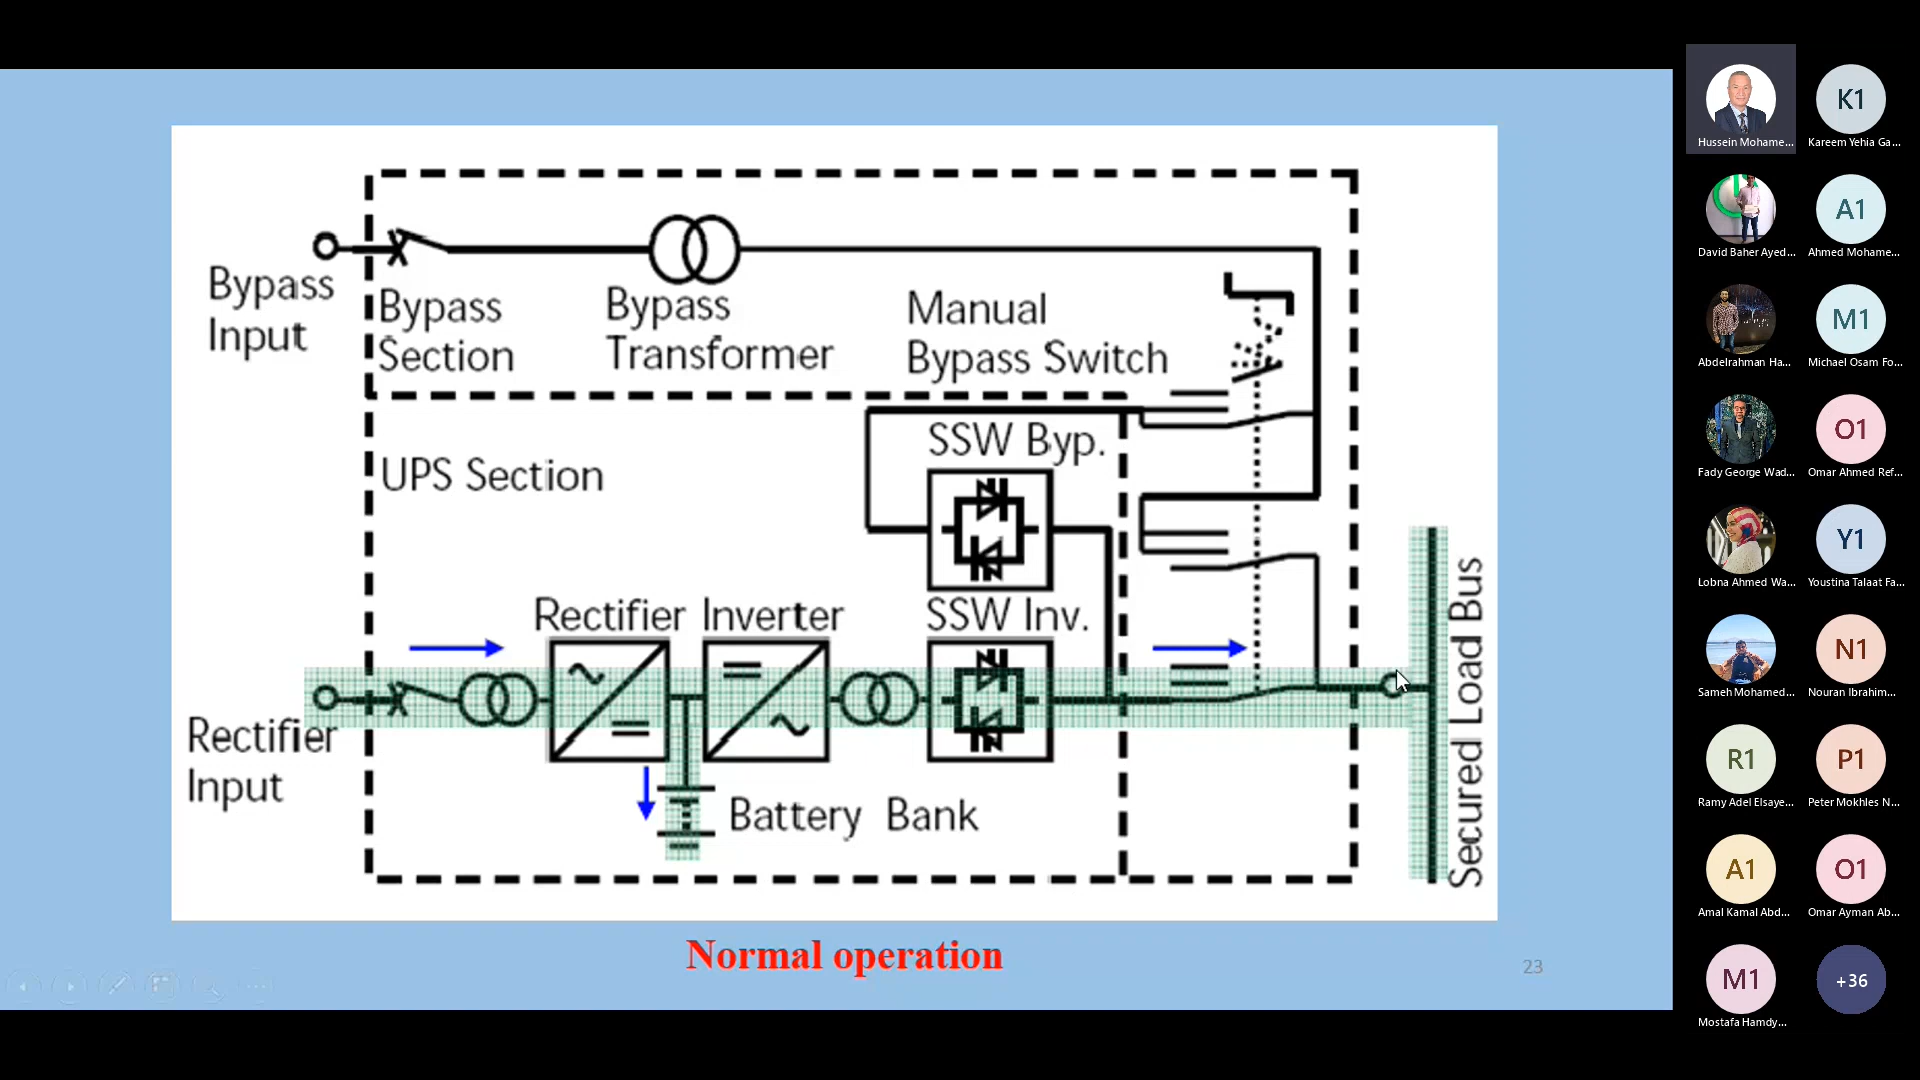 Bypass
Input
Bypass
Section
Bypass
Transformer
Manual
Bypass Switch
UPS Section
SSW Byp.
Rectifier
Inverter
SSW Inv.
Rectifier
Input
Battery Bank
Secured Load Bus
Normal operation
23
Hussein Mohame...
K1
Kareem Yehia Ga...
David Baher Ayed...
A1
Ahmed Mohame...
Abdelrahman Ha...
M1
Michael Osam Fo...
Fady George Wad...
O1
Omar Ahmed Ref...
Lobna Ahmed Wa...
Y1
Youstina Talaat Fa...
Sameh Mohamed...
N1
Nouran Ibrahim...
R1
Ramy Adel Elsaye...
P1
Peter Mokhles N...
A1
Amal Kamal Abd...
O1
Omar Ayman Ab...
M1
Mostafa Hamdy...
+36